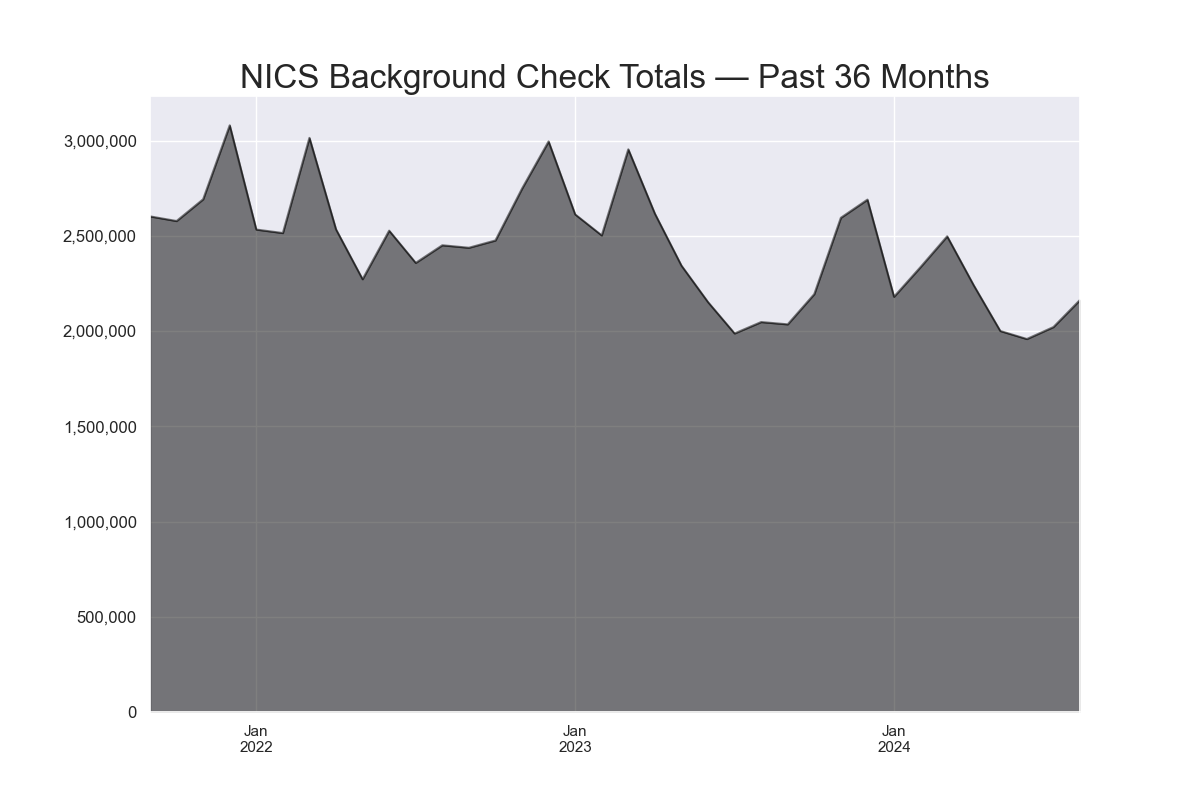 NICS Background Check Totals — Past 36 Months
3,000,000
2,500,000
2,000,000
1,500,000
1,000,000
500,000
0
Jan
2022
Jan
2023
Jan
2024